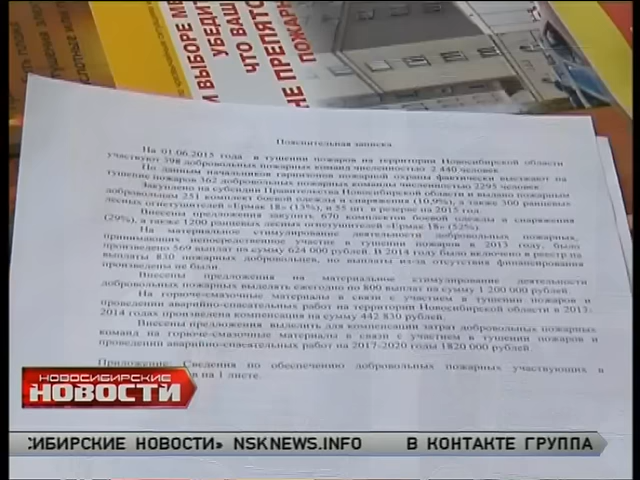 ВЫБОРЕ МЕ
УБЕДИТ
ЧТО ВАШ
НЕ ПРЕПЯТС
ПОЖАРН
Пояснительная записка
На 01.06.2015 года в тушении пожаров на территории Новосибирской области
участвуют 398 добровольных пожарных команд численностью 2 440 человек.
По данным начальников гарнизонов пожарной охраны фактически выезжают на
тушение пожаров 362 добровольных пожарных команды численностью 2295 человек.
Закуплено на субсидии Правительства Новосибирской области и выдано пожарным
добровольцам 251 комплект боевой одежды и снаряжения (10,9%), а также 300 ранцевых
лесных огнетушителей «Ермак 18» (13%), и 55 шт. в резерве на 2015 год.
Внесены предложения закупить 670 комплектов боевой одежды и снаряжения
(29%), а также 1200 ранцевых лесных огнетушителей «Ермак 18» (52%).
На материальное стимулирование деятельности добровольных пожарных,
принимавших непосредственное участие в тушении пожаров в 2013 году, было
произведено 569 выплат на сумму 624 000 рублей. В 2014 году было включено в реестр на
выплаты 830 пожарных добровольцев, но выплаты из-за отсутствия финансирования
произведены не были.
Внесены предложения на материальное стимулирование деятельности
добровольных пожарных выделять ежегодно по 800 выплат на сумму 1 200 000 рублей.
На горюче-смазочные материалы в связи с участием в тушении пожаров и
проведении аварийно-спасательных работ на территории Новосибирской области в 2013-
2014 годах произведена компенсация на сумму 442 830 рублей.
Внесены предложения выделить для компенсации затрат добровольных пожарных
команд на горюче-смазочные материалы в связи с участием в тушении пожаров и
проведении аварийно-спасательных работ на 2017-2020 годы 1820 000 рублей.
Приложение: Сведения по обеспечению добровольных пожарных участвующих в
на 1 листе.
НОВОСИБИРСКИЕ
НОВОСТИ
СИБИРСКИЕ НОВОСТИ» NSKNEWS.INFO В КОНТАКТЕ ГРУППА